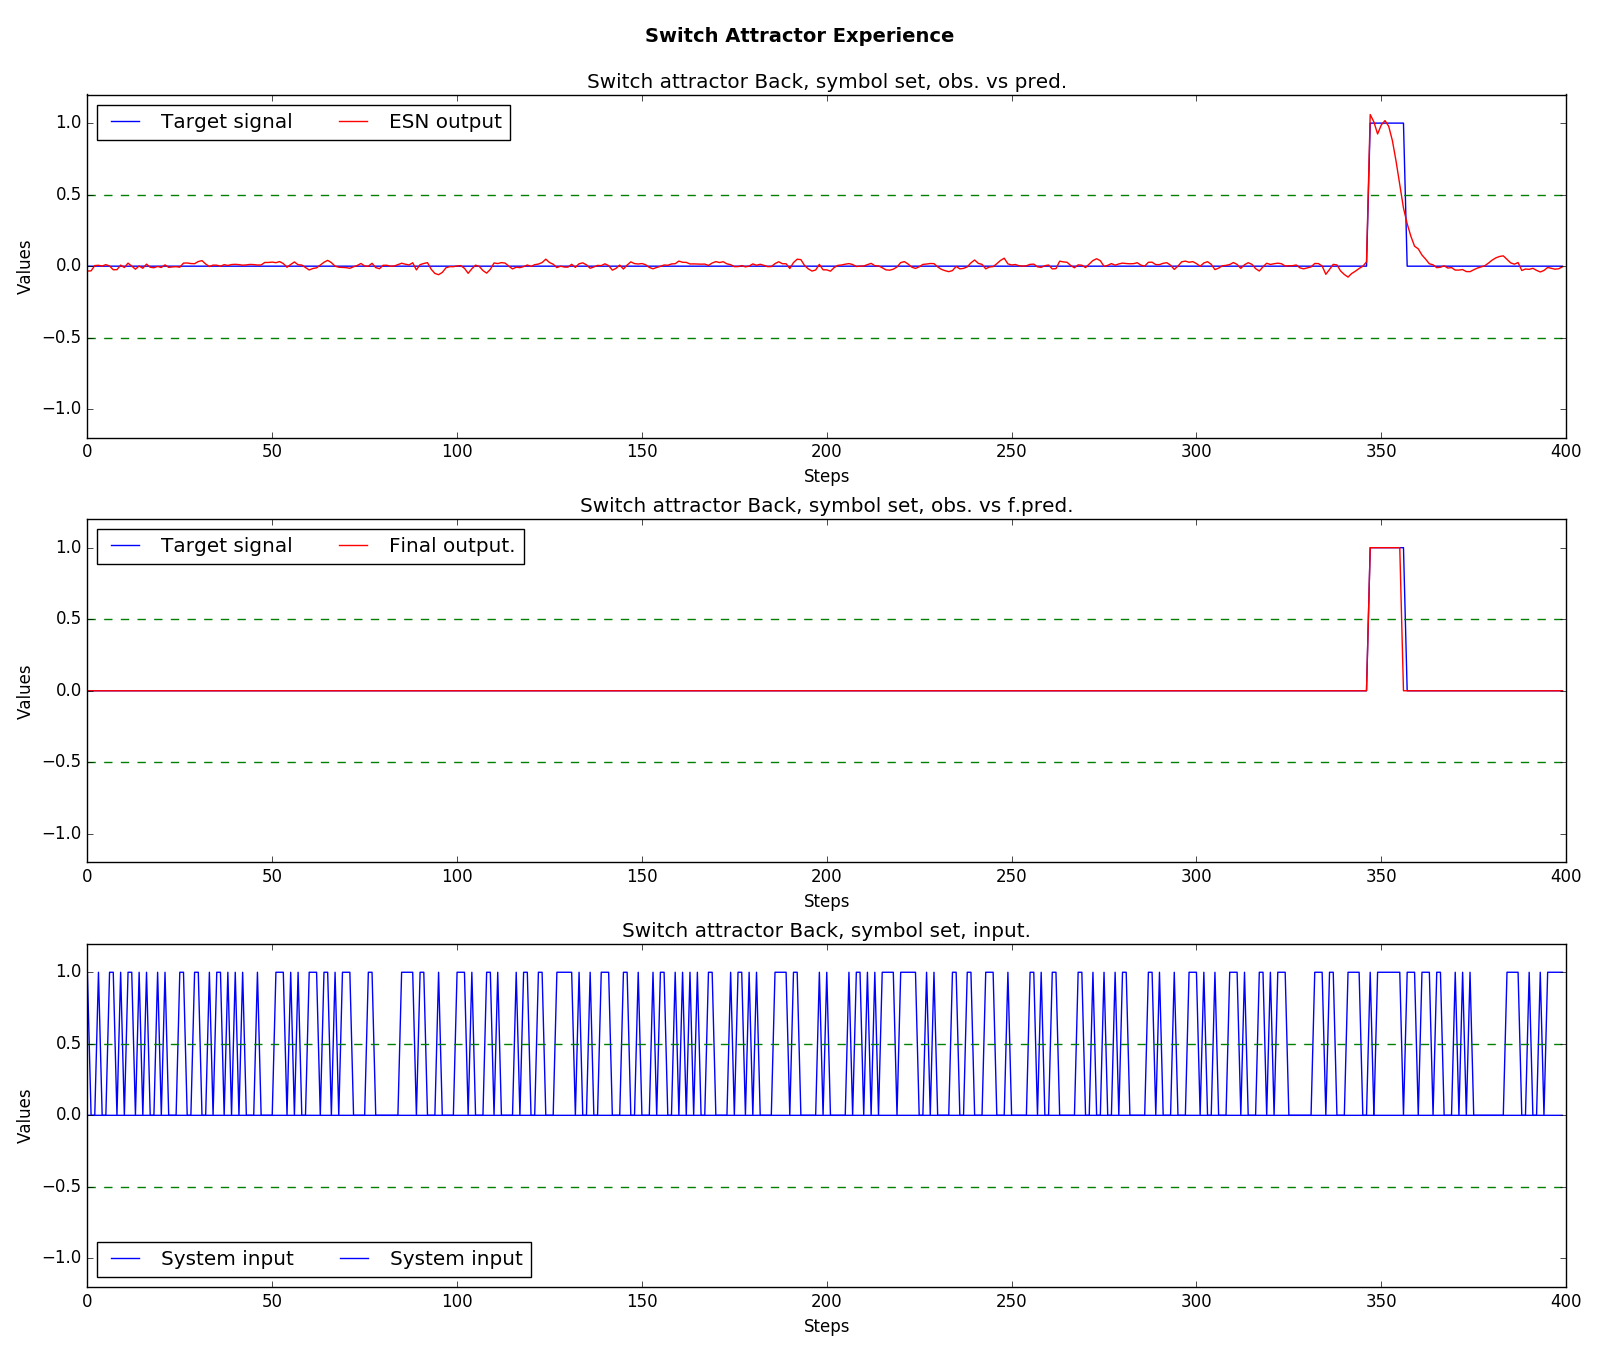 Switch Attractor Experience
Switch attractor Back, symbol set, obs. vs pred.
Target signal ESN output
1.0
0.5
0.0
−0.5
−1.0
Values
0 50 100 150 200 250 300 350 400
Steps
Switch attractor Back, symbol set, obs. vs f.pred.
Target signal Final output.
1.0
0.5
0.0
−0.5
−1.0
Values
0 50 100 150 200 250 300 350 400
Steps
Switch attractor Back, symbol set, input.
1.0
0.5
0.0
−0.5
−1.0
Values
System input System input
0 50 100 150 200 250 300 350 400
Steps